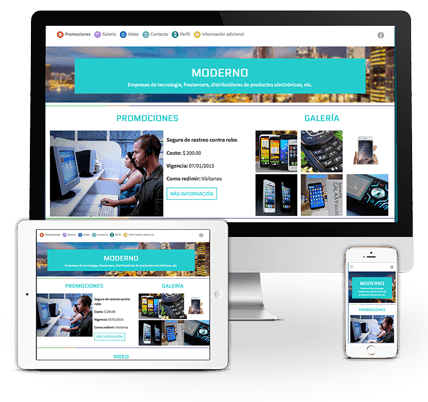 Promociones Galería Video Contacto Perfil Información adicional
MODERNO
Empresas de tecnología, freelancers, distribuidoras de productos electrónicos, etc.
PROMOCIONES GALERÍA
Seguro de rastreo contra robo
Costo: $ 200.00
Vigencia: 07/01/2015
Como redimir: Visítanos
MÁS INFORMACIÓN
Promociones Galería Video Contacto Perfil Información adicional
MODERNO
Empresas de tecnología, freelancers, distribuidoras de productos electrónicos, etc.
PROMOCIONES GALERÍA
Seguro de rastreo contra
robo
Costo: $ 200.00
Vigencia: 07/01/2015
Como redimir: Visítanos
MÁS INFORMACIÓN
VIDEO
MODERNO
PROMOCIONES